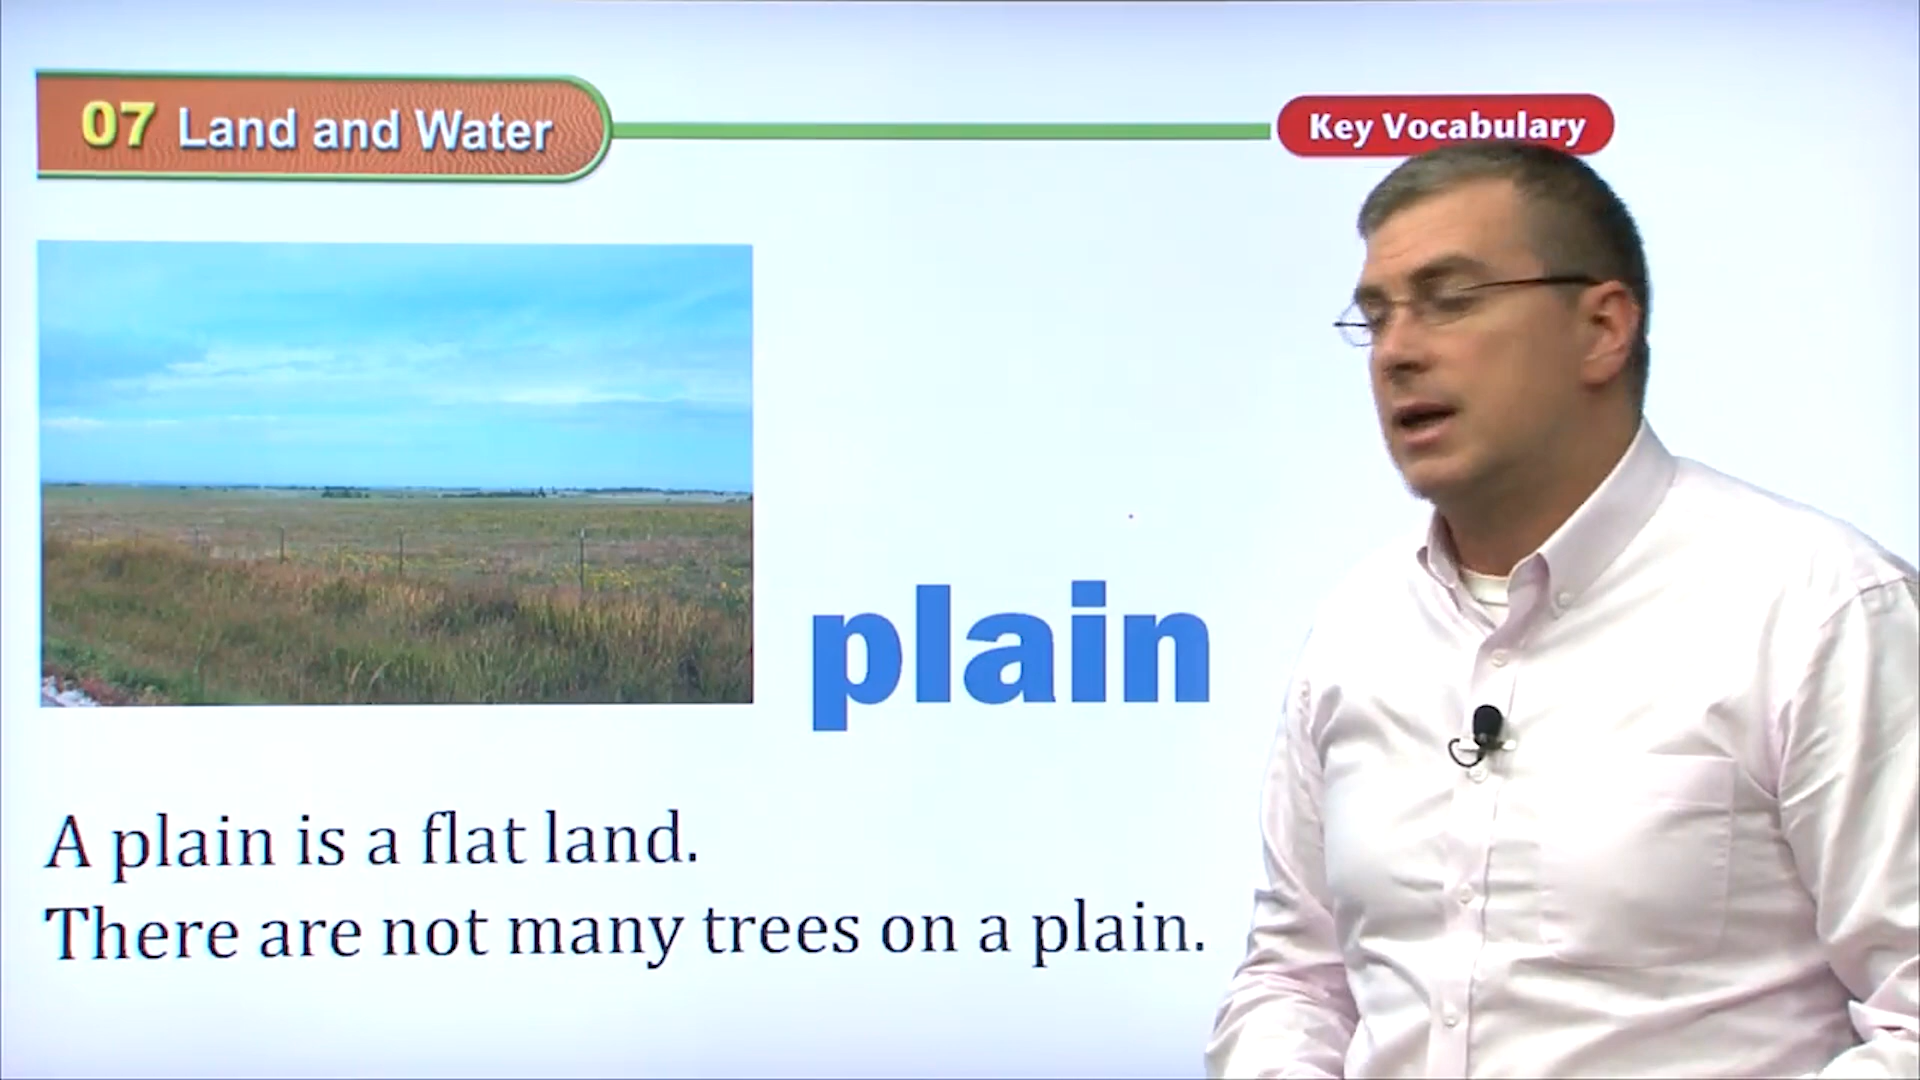 07 Land and Water
Key Vocabulary
plain
A plain is a flat land.
There are not many trees on a plain.